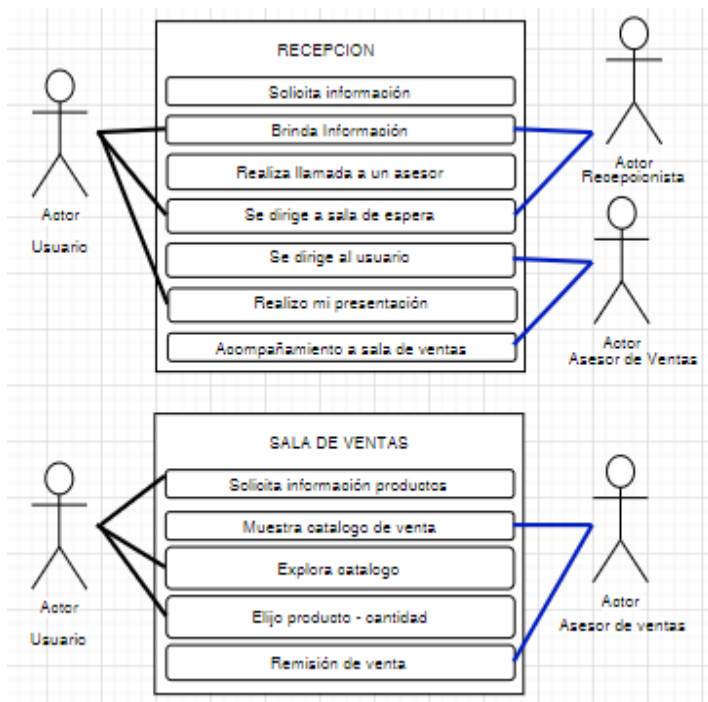 RECEPCION
Solicita información
Brinda Información
Realiza llamada a un asesor
Se dirige a sala de espera
Se dirige al usuario
Realizo mi presentación
Acompañamiento a sala de ventas
Actor
Usuario
Actor
Recepcionista
Actor
Asesor de Ventas
SALA DE VENTAS
Solicita información productos
Muestra catalogo de venta
Explora catalogo
Elijo producto - cantidad
Remisión de venta
Actor
Usuario
Actor
Asesor de ventas